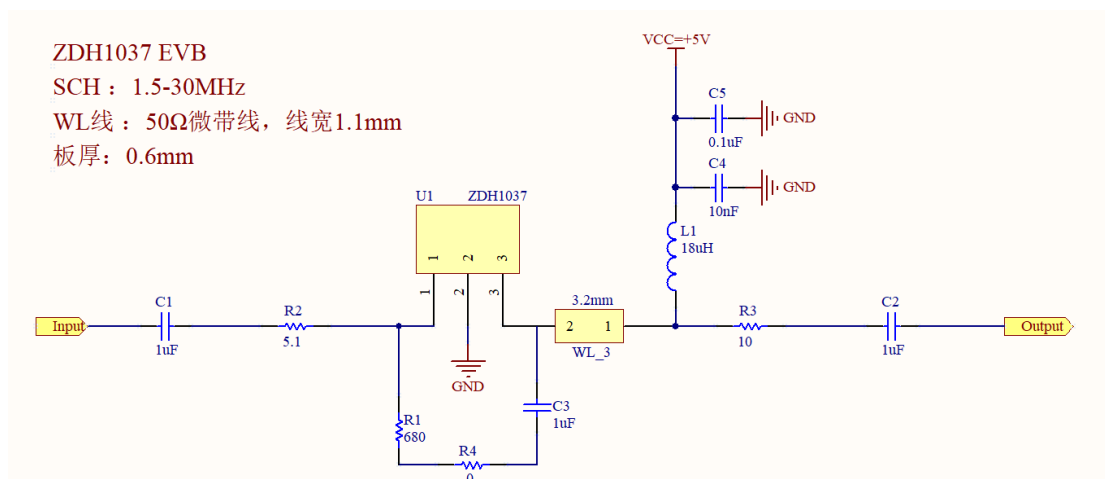 ZDH1037 EVB
SCH： 1.5-30MHz
WL线： 50Ω微带线，线宽1.1mm
板厚：0.6mm
VCC=+5V
C5
GND
0.1uF
C4
GND
10nF
U1 ZDH1037
1 2 3
1 2 3
L1
18uH
Input
C1
1uF
R2
5.1
GND
3.2mm
2 1
WL_3
R3
10
C2
1uF
Output
R1
680
C3
1uF
R4
0